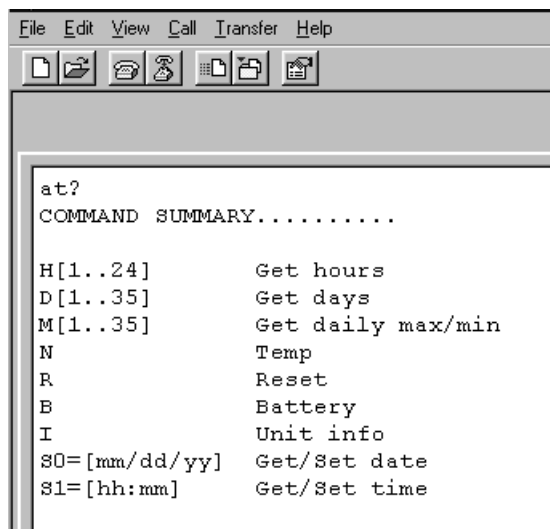 File Edit View Call Transfer Help
at?
COMMAND SUMMARY..........
H[1..24] Get hours
D[1..35] Get days
M[1..35] Get daily max/min
N Temp
R Reset
B Battery
I Unit info
S0=[mm/dd/yy] Get/Set date
S1=[hh:mm] Get/Set time